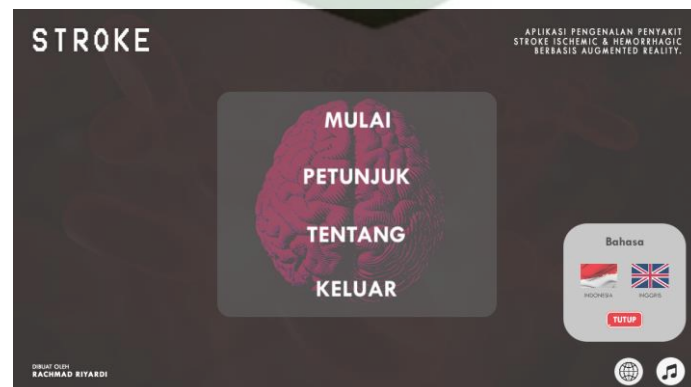 STROKE
APLIKASI PENGENALAN PENYAKIT
STROKE ISCHEMIC & HEMORRHAGIC
BERBASIS AUGMENTED REALITY.
MULAI
PETUNJUK
TENTANG
KELUAR
Bahasa
INDONESIA INGGRIS
TUTUP
DIBUAT OLEH
RACHMAD RIYARDI